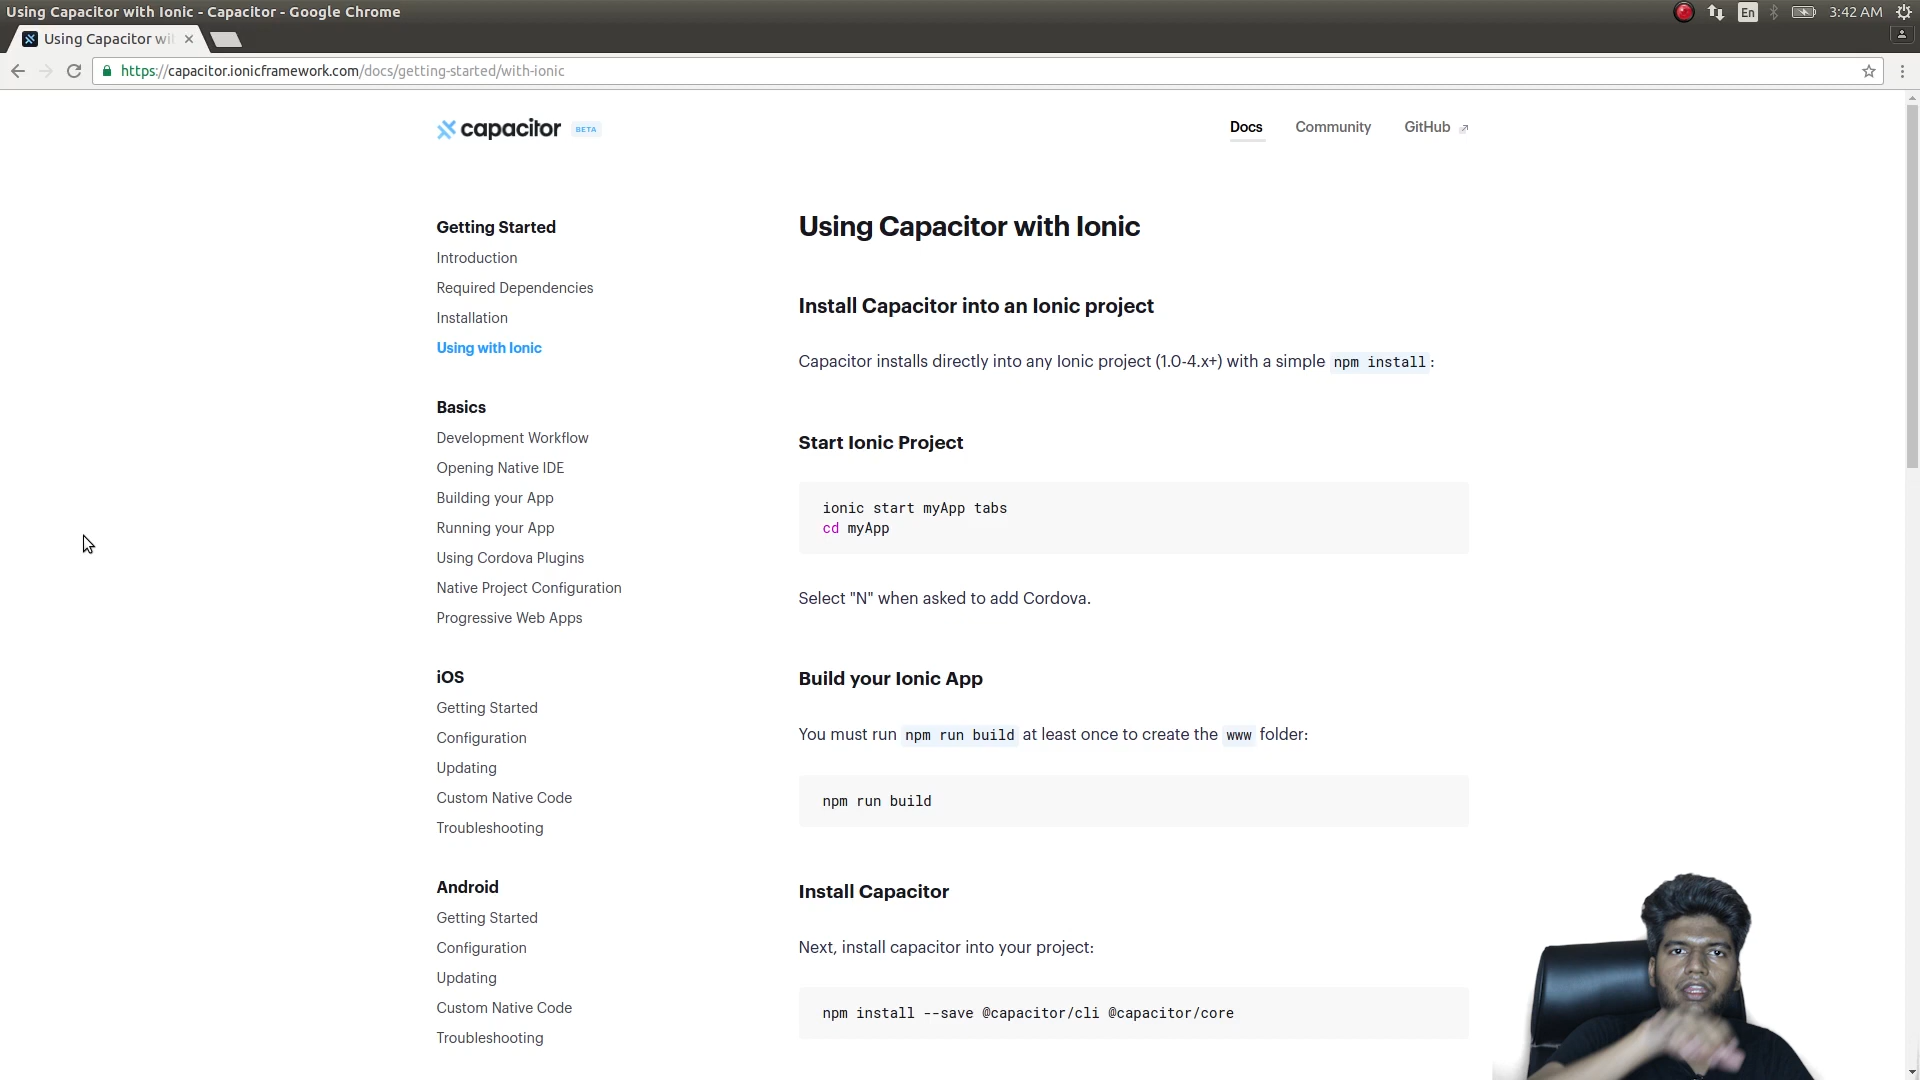 Using Capacitor with Ionic - Capacitor - Google Chrome
En
3:42 AM
Using Capacitor wi
https://capacitor.ionicframework.com/docs/getting-started/with-ionic
capacitor BETA
Docs
Community
GitHub
Getting Started
Introduction
Required Dependencies
Installation
Using with Ionic
Basics
Development Workflow
Opening Native IDE
Building your App
Running your App
Using Cordova Plugins
Native Project Configuration
Progressive Web Apps
iOS
Getting Started
Configuration
Updating
Custom Native Code
Troubleshooting
Android
Getting Started
Configuration
Updating
Custom Native Code
Troubleshooting
Using Capacitor with Ionic
Install Capacitor into an Ionic project
Capacitor installs directly into any Ionic project (1.0-4.x+) with a simple npm install:
Start Ionic Project
ionic start myApp tabs
cd myApp
Select "N" when asked to add Cordova.
Build your Ionic App
You must run npm run build at least once to create the www folder:
npm run build
Install Capacitor
Next, install capacitor into your project:
npm install --save @capacitor/cli @capacitor/core